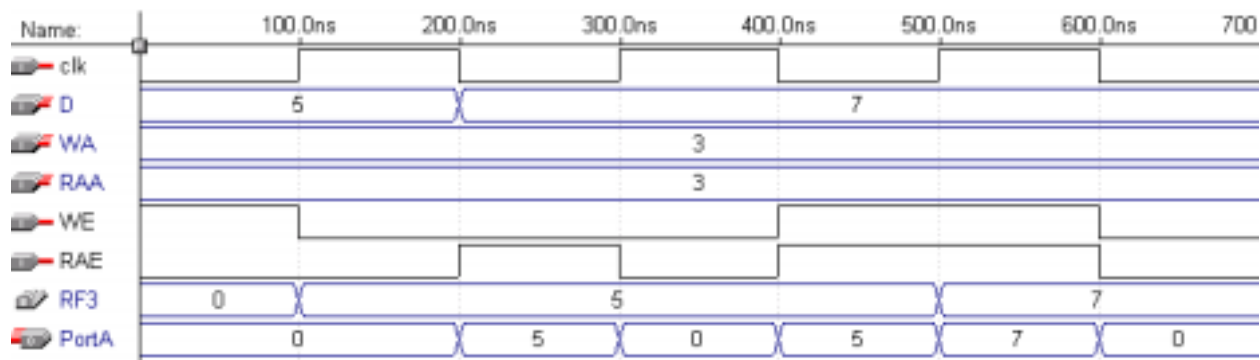 Name: 100.0ns 200.0ns 300.0ns 400.0ns 500.0ns 600.0ns 700
clk
D 5 7
WA 3
RAA 3
WE
RAE
RF3 0 5 7
PortA 0 5 0 5 7 0